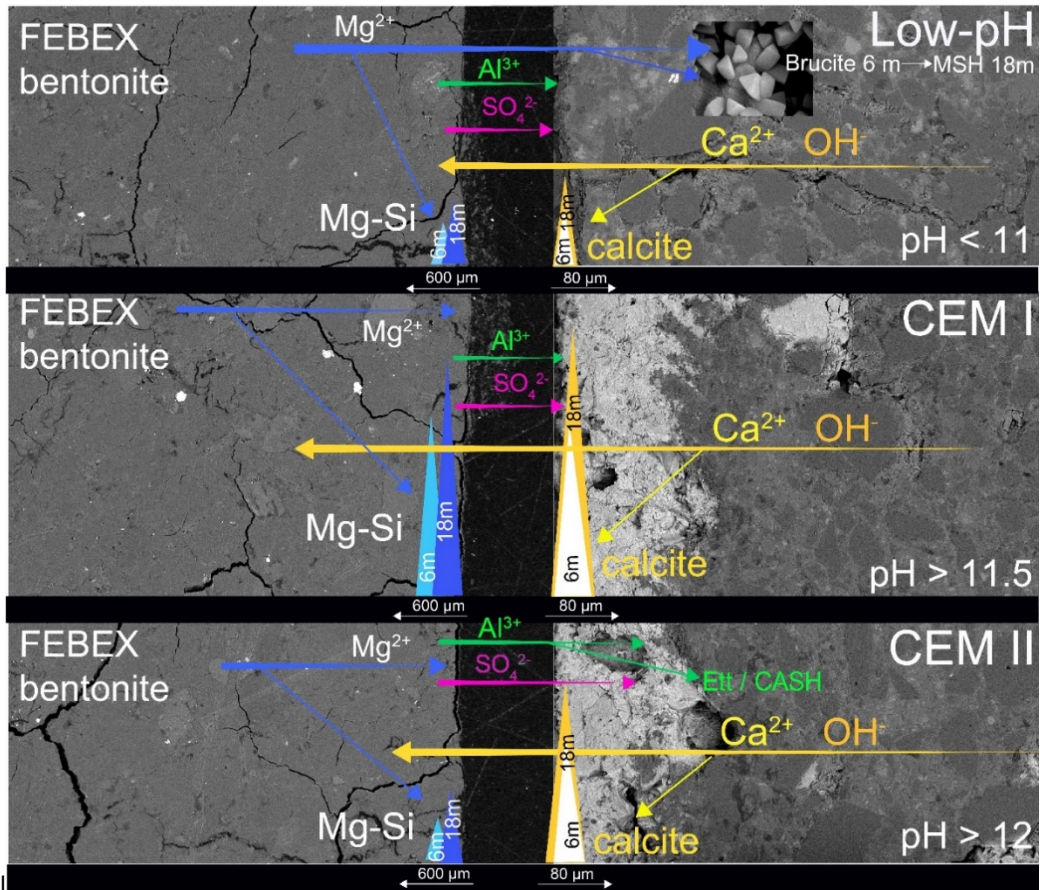 FEBEX
bentonite
Mg²⁺
Low-pH
Brucite 6 m → MSH 18m
Al³⁺
SO₄²⁻
Ca²⁺ OH⁻
Mg-Si
6m
18m
6m
18m
calcite
pH < 11
600 µm
80 µm
FEBEX
bentonite
Mg²⁺
CEM I
Al³⁺
SO₄²⁻
18m
18m
Ca²⁺ OH⁻
Mg-Si
6m
6m
calcite
pH > 11.5
600 µm
80 µm
FEBEX
bentonite
Mg²⁺
Al³⁺
SO₄²⁻
CEM II
Ett / CASH
Ca²⁺ OH⁻
18m
Mg-Si
6m
18m
6m
calcite
pH > 12
600 µm
80 µm